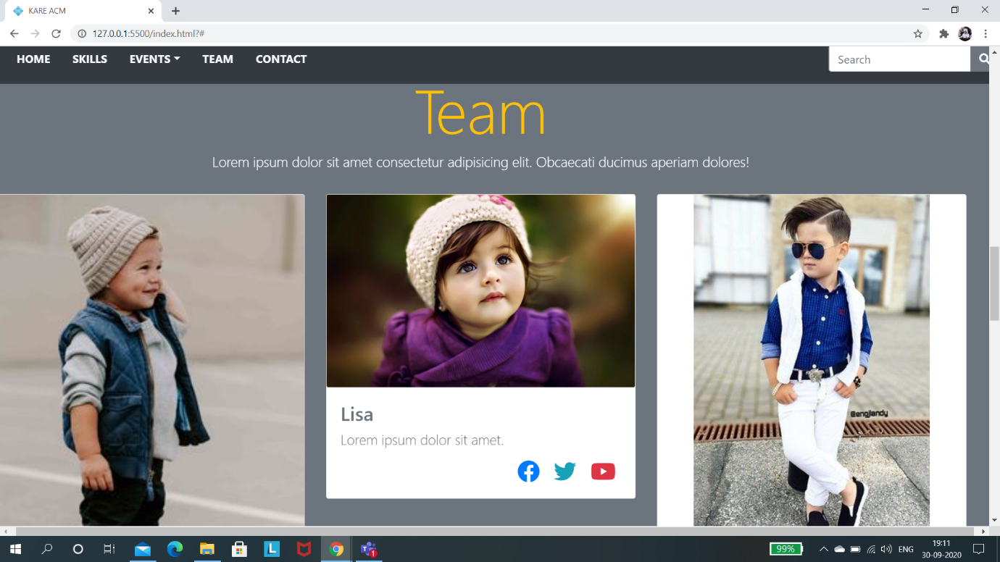 KARE ACM
127.0.0.1:5500/index.html?#
HOME SKILLS EVENTS TEAM CONTACT Search
Team
Lorem ipsum dolor sit amet consectetur adipisicing elit. Obcaecati ducimus aperiam dolores!
@engjiandy
Lisa
Lorem ipsum dolor sit amet.
L 1 99% ENG 19:11
30-09-2020